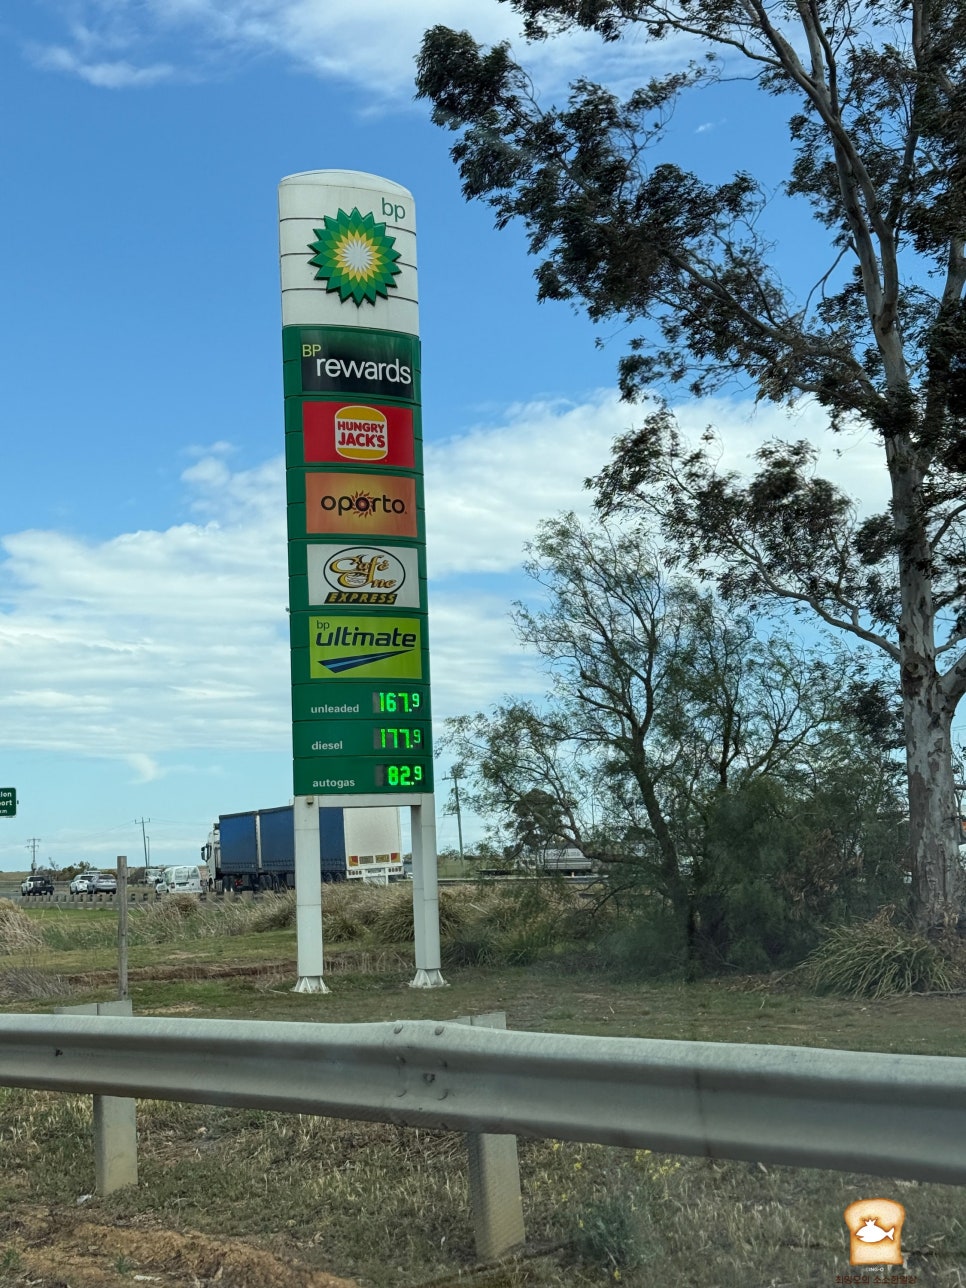 bp
BP
rewards
HUNGRY
JACK'S
oporto
Café
One
EXPRESS
bp
ultimate
unleaded 167.9
diesel 177.9
autogas 82.9